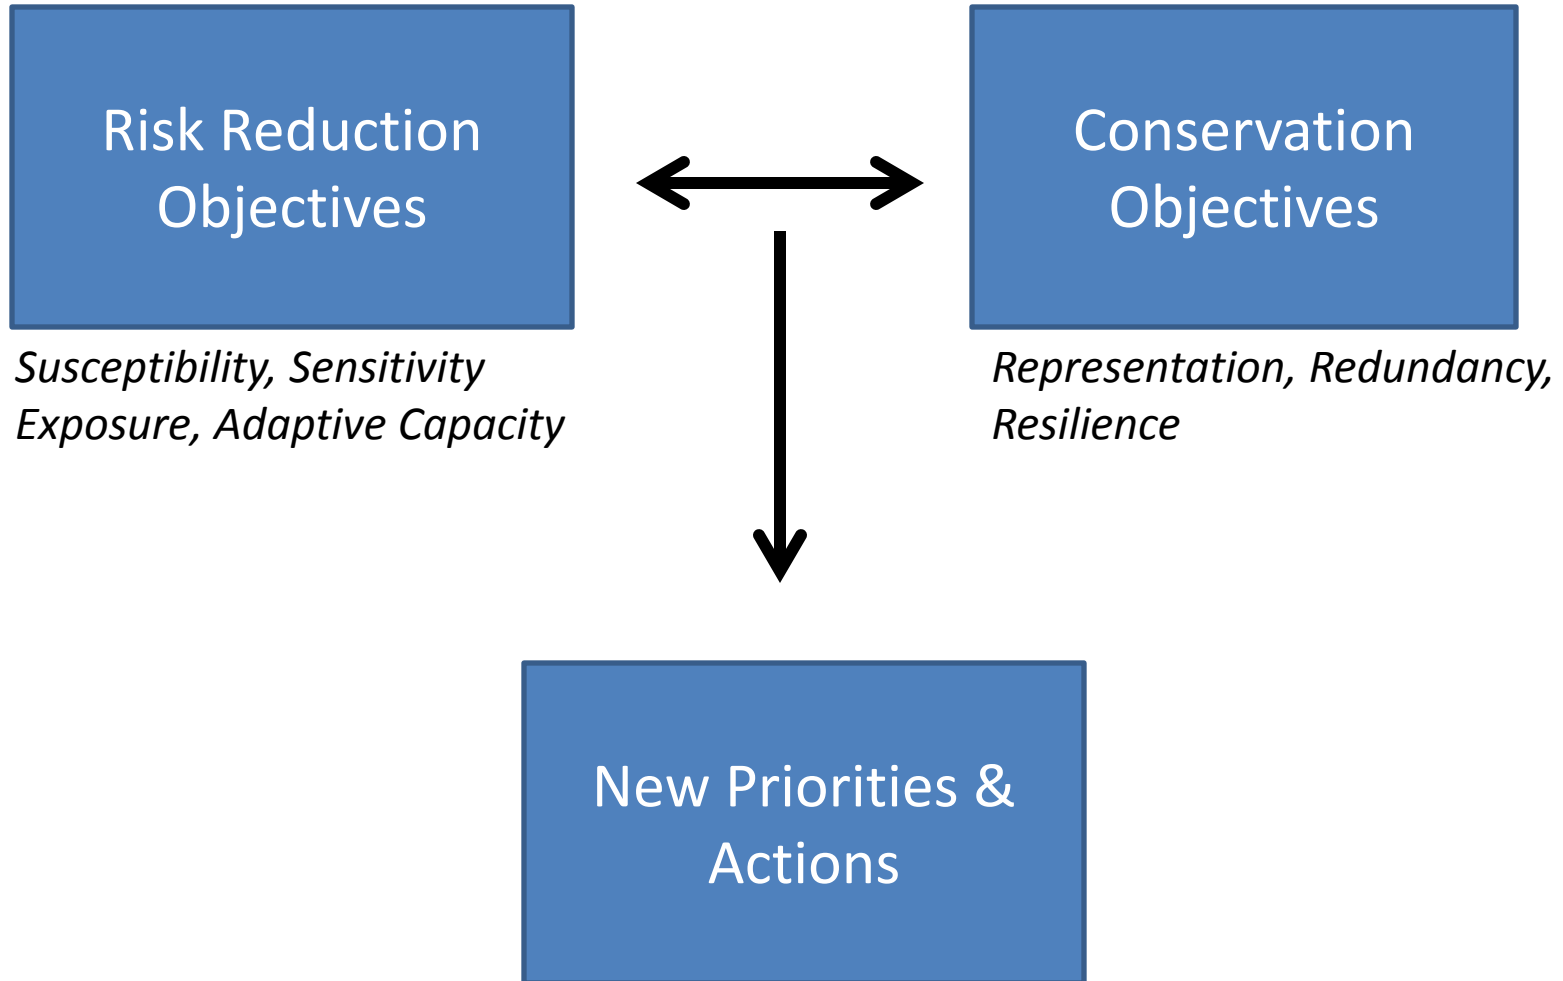 Risk Reduction
Objectives
Conservation
Objectives
Susceptibility, Sensitivity
Exposure, Adaptive Capacity
Representation, Redundancy,
Resilience
New Priorities &
Actions